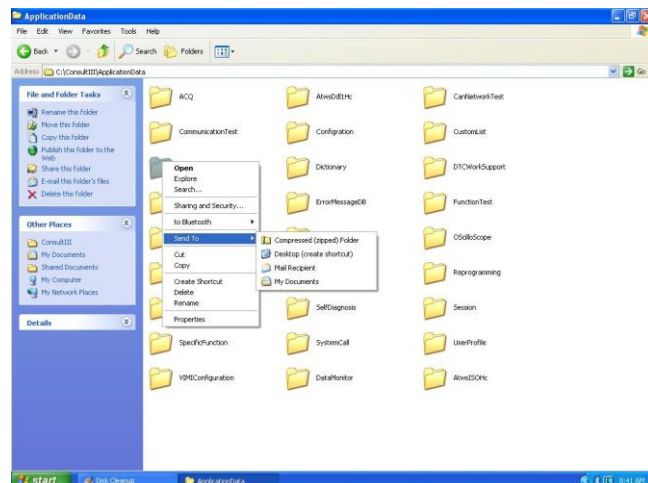 ApplicationData
File Edit View Favorites Tools Help
Back Search Folders
Address C:\ConsultIII\ApplicationData Go
File and Folder Tasks
Rename this folder
Move this folder
Copy this folder
Publish this folder to the Web
Share this folder
E-mail this folder's files
Delete this folder
Other Places
ConsultIII
My Documents
Shared Documents
My Computer
My Network Places
Details
ACQ AtwsDdl1Hc CanNetworkTest
CommunicationTest Configration CustomList
Dictionary DTCWorkSupport
ErrorMessageDB FunctionTest
OScilloScope
Reprogramming
SelfDiagnosis Session
SpecificFunction SystemCall UserProfile
VIMIConfiguration DataMonitor AtwsISOHc
Open
Explore
Search...
Sharing and Security...
to Bluetooth
Send To
Cut
Copy
Create Shortcut
Delete
Rename
Properties
Compressed (zipped) Folder
Desktop (create shortcut)
Mail Recipient
My Documents
start Disk Cleanup ApplicationData 8:41 AM